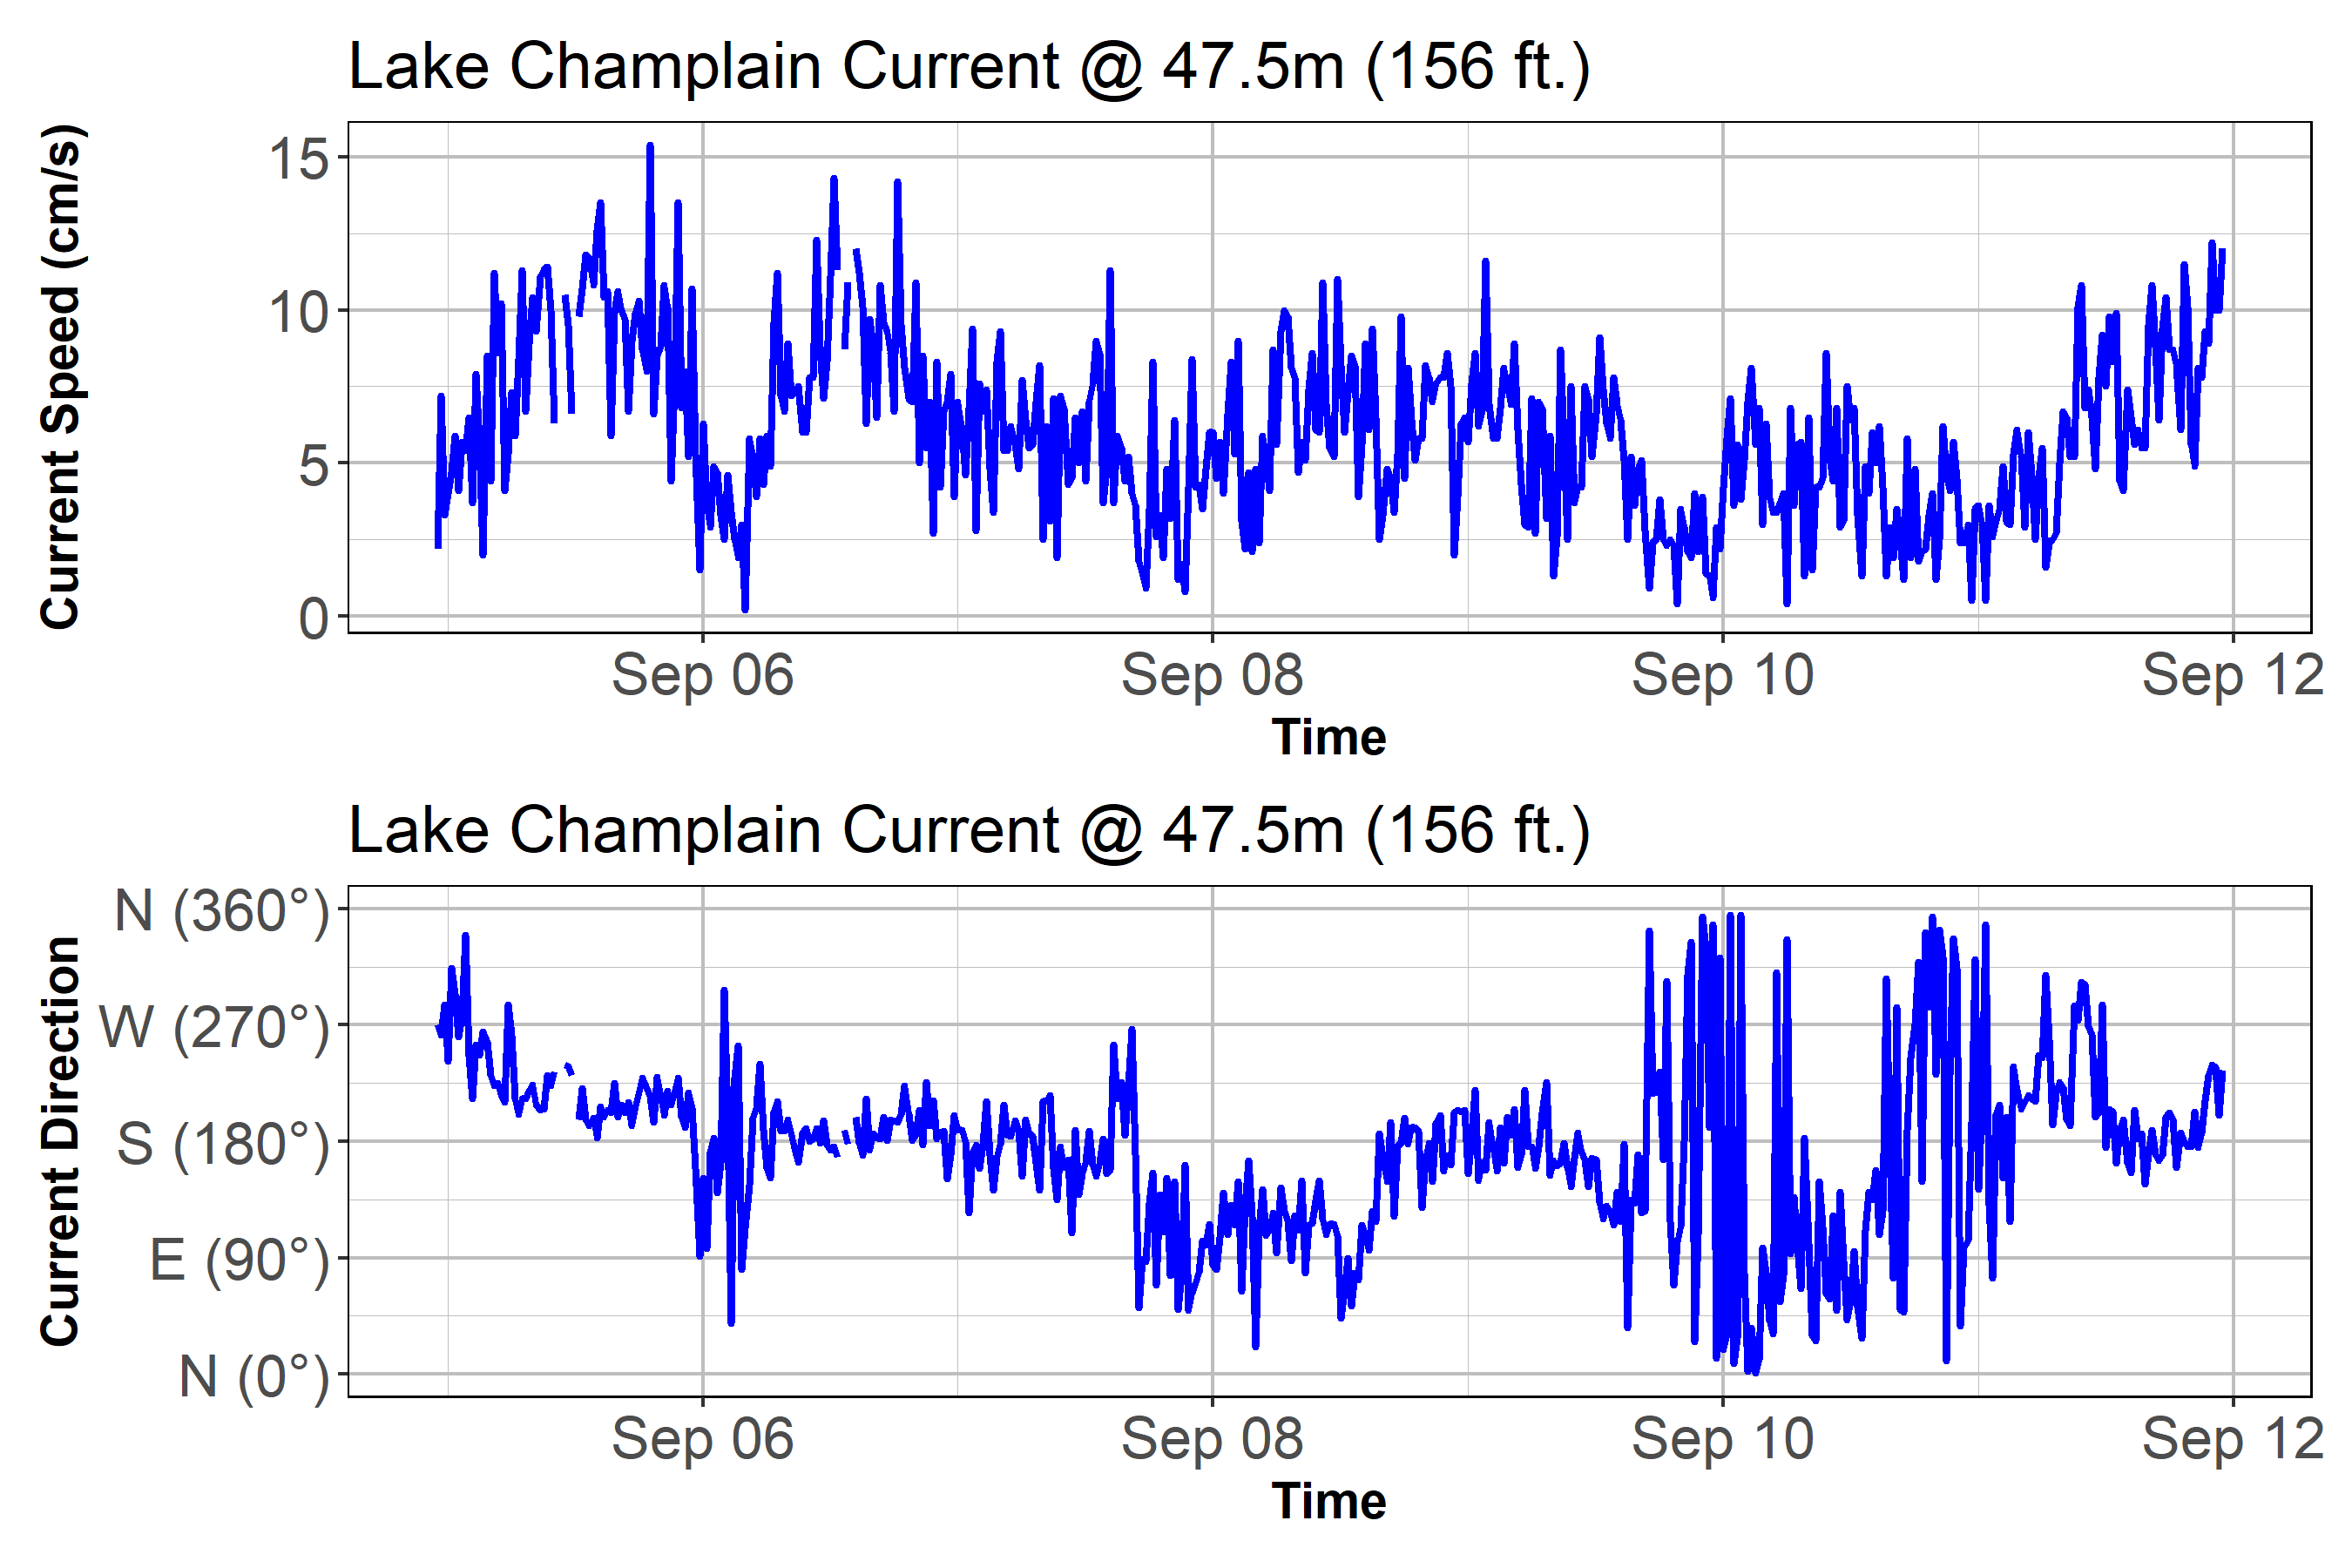 Lake Champlain Current @ 47.5m (156 ft.)
Current Speed (cm/s)
15
10
5
0
Sep 06 Sep 08 Sep 10 Sep 12
Time
Lake Champlain Current @ 47.5m (156 ft.)
Current Direction
N (360°)
W (270°)
S (180°)
E (90°)
N (0°)
Sep 06 Sep 08 Sep 10 Sep 12
Time